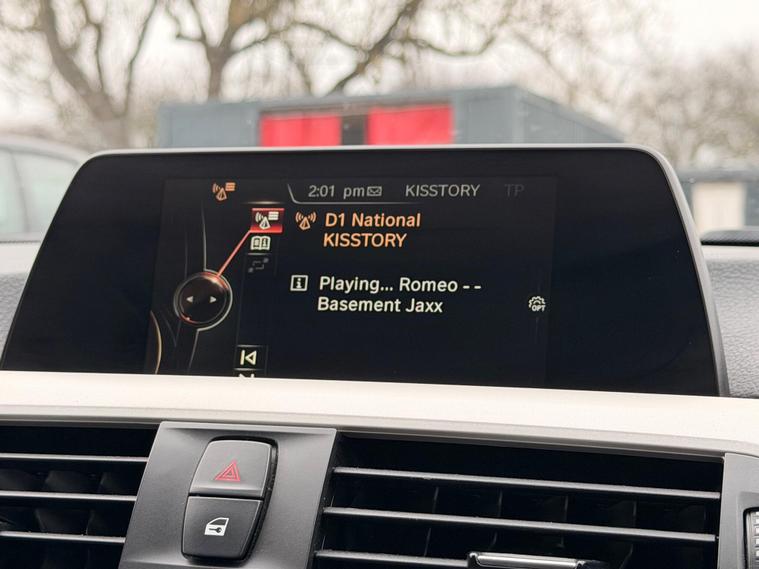 2:01 pm KISSTORY TP
D1 National
KISSTORY
Playing... Romeo - -
Basement Jaxx
OPT